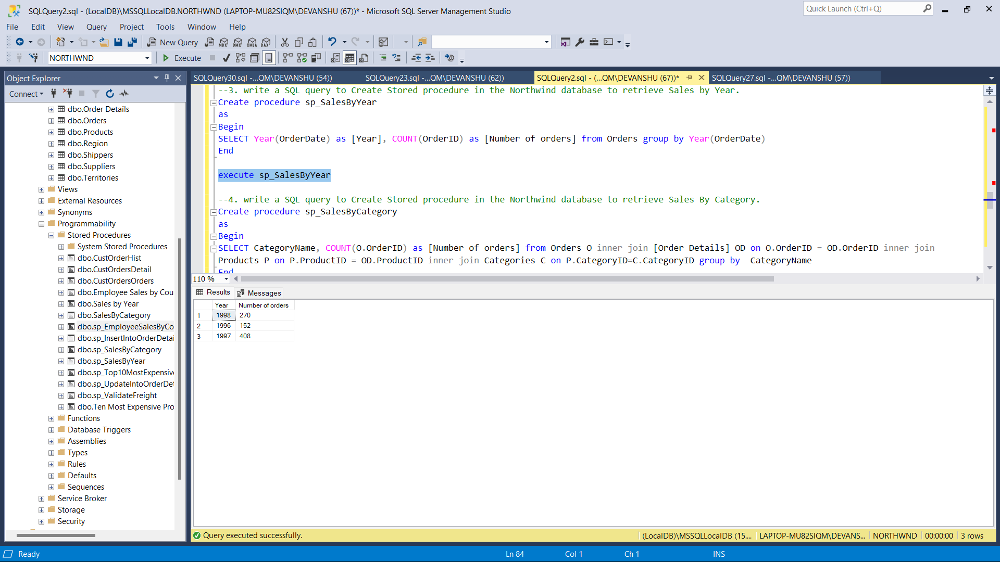 SQLQuery2.sql - (LocalDB)\MSSQLLocalDB.NORTHWND (LAPTOP-MU82SIQM\DEVANSHU (67))* - Microsoft SQL Server Management Studio
Quick Launch (Ctrl+Q)
File Edit View Query Project Tools Window Help
New Query MDX DMX XMLA DAX
NORTHWND Execute
Object Explorer
Connect
dbo.Order Details
dbo.Orders
dbo.Products
dbo.Region
dbo.Shippers
dbo.Suppliers
dbo.Territories
Views
External Resources
Synonyms
Programmability
Stored Procedures
System Stored Procedures
dbo.CustOrderHist
dbo.CustOrdersDetail
dbo.CustOrdersOrders
dbo.Employee Sales by Cou
dbo.Sales by Year
dbo.SalesByCategory
dbo.sp_EmployeeSalesByCo
dbo.sp_InsertIntoOrderDetai
dbo.sp_SalesByCategory
dbo.sp_SalesByYear
dbo.sp_Top10MostExpensive
dbo.sp_UpdateIntoOrderDet
dbo.sp_ValidateFreight
dbo.Ten Most Expensive Pro
Functions
Database Triggers
Assemblies
Types
Rules
Defaults
Sequences
Service Broker
Storage
Security
SQLQuery30.sql -...QM\DEVANSHU (54)) SQLQuery23.sql -...QM\DEVANSHU (62)) SQLQuery2.sql - (...QM\DEVANSHU (67))* SQLQuery27.sql -...QM\DEVANSHU (57))
--3. write a SQL query to Create Stored procedure in the Northwind database to retrieve Sales by Year.
Create procedure sp_SalesByYear
as
Begin
SELECT Year(OrderDate) as [Year], COUNT(OrderID) as [Number of orders] from Orders group by Year(OrderDate)
End
execute sp_SalesByYear
--4. write a SQL query to Create Stored procedure in the Northwind database to retrieve Sales By Category.
Create procedure sp_SalesByCategory
as
Begin
SELECT CategoryName, COUNT(O.OrderID) as [Number of orders] from Orders O inner join [Order Details] OD on O.OrderID = OD.OrderID inner join
Products P on P.ProductID = OD.ProductID inner join Categories C on P.CategoryID=C.CategoryID group by  CategoryName
End
110 %
Results Messages
Year Number of orders
1 1998 270
2 1996 152
3 1997 408
Query executed successfully. (LocalDB)\MSSQLLocalDB (15.... LAPTOP-MU82SIQM\DEVANS... NORTHWND 00:00:00 3 rows
Ready Ln 84 Col 1 Ch 1 INS